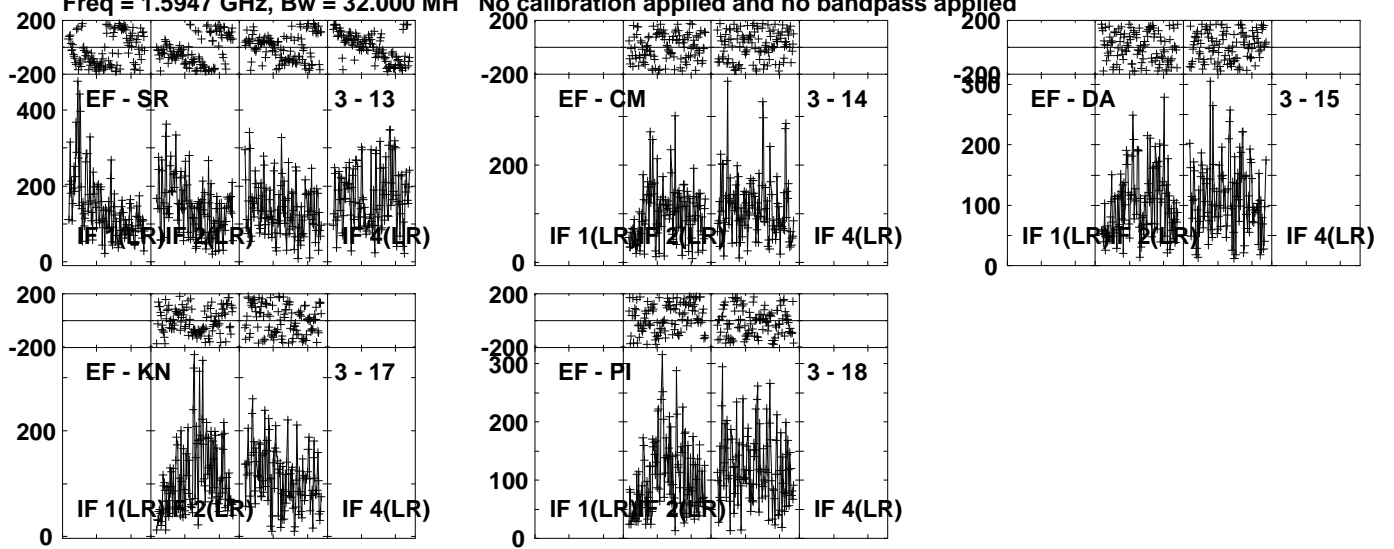 Freq = 1.5947 GHz, Bw = 32.000 MH No calibration applied and no bandpass applied
200
-200
EF - SR 3 - 13
400
200
0
IF 1(LR) IF 2(LR) IF 4(LR)
EF - CM 3 - 14
200
-200
200
0
IF 1(LR) IF 2(LR) IF 4(LR)
200
-200
300
EF - DA 3 - 15
200
100
0
IF 1(LR) IF 2(LR) IF 4(LR)
200
-200
EF - KN 3 - 17
200
0
IF 1(LR) IF 2(LR) IF 4(LR)
200
-200
300
EF - PI 3 - 18
200
100
0
IF 1(LR) IF 2(LR) IF 4(LR)